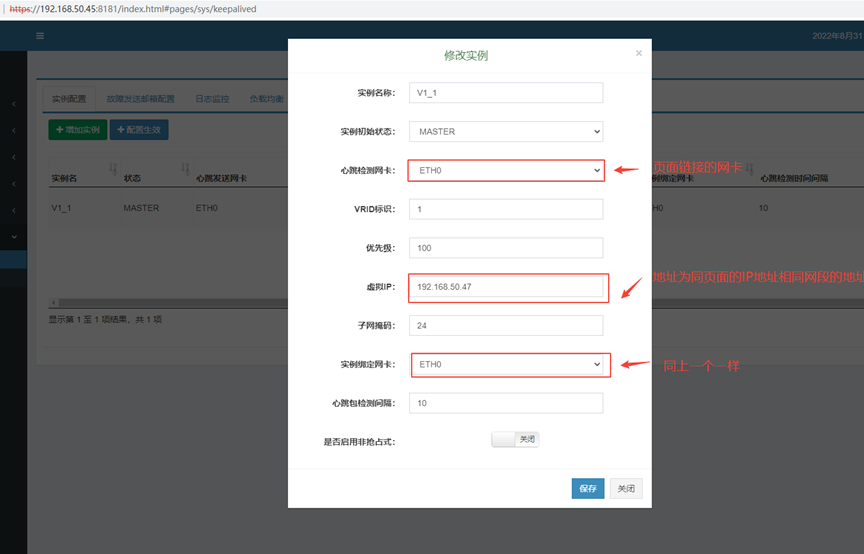 https://192.168.50.45:8181/index.html#pages/sys/keepalived
2022年8月31
修改实例
×
实例配置 故障发送邮箱配置 日志监控 负载均衡
+ 增加实例 + 配置生效
实例名 状态 心跳发送网卡
V1_1 MASTER ETH0
显示第 1 至 1 项结果，共 1 项
实例名称： V1_1
实例初始状态： MASTER
心跳检测网卡： ETH0
页面链接的网卡
绑定网卡 心跳检测时间间隔
VRID标识： 1
H0 10
优先级： 100
虚拟IP： 192.168.50.47
地址为同页面的IP地址相同网段的地址
子网掩码： 24
实例绑定网卡： ETH0
同上一个一样
心跳包检测间隔： 10
是否启用非抢占式： 关闭
保存 关闭